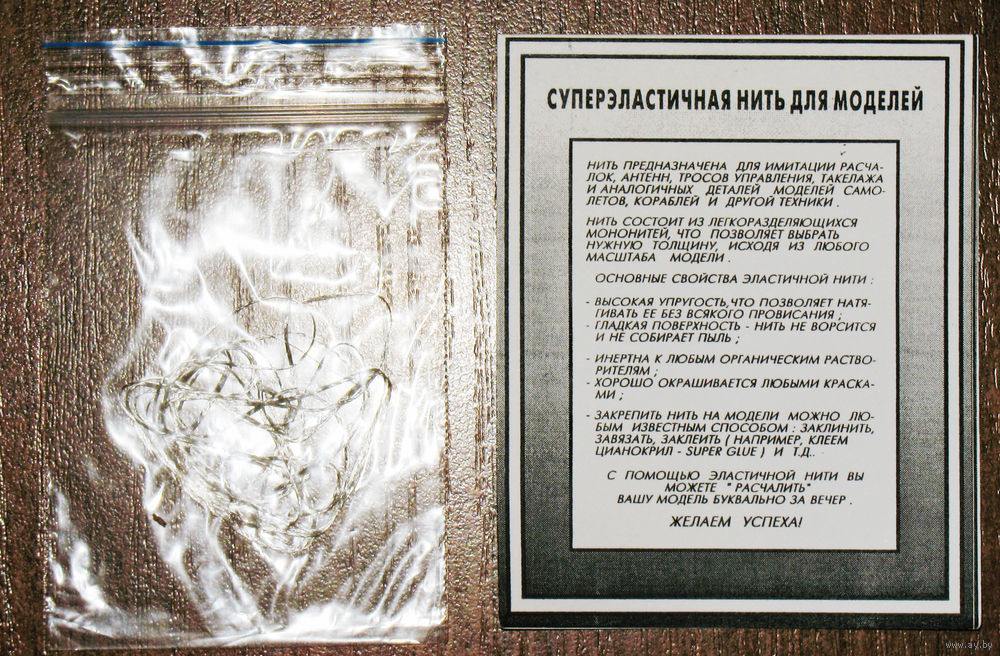 СУПЕРЭЛАСТИЧНАЯ НИТЬ ДЛЯ МОДЕЛЕЙ
НИТЬ ПРЕДНАЗНАЧЕНА ДЛЯ ИМИТАЦИИ РАСЧА-
ЛОК, АНТЕНН, ТРОСОВ УПРАВЛЕНИЯ, ТАКЕЛАЖА
И АНАЛОГИЧНЫХ ДЕТАЛЕЙ МОДЕЛЕЙ САМО-
ЛЕТОВ, КОРАБЛЕЙ И ДРУГОЙ ТЕХНИКИ .
НИТЬ СОСТОИТ ИЗ ЛЕГКОРАЗДЕЛЯЮЩИХСЯ
МОНОНИТЕЙ, ЧТО ПОЗВОЛЯЕТ ВЫБРАТЬ
НУЖНУЮ ТОЛЩИНУ, ИСХОДЯ ИЗ ЛЮБОГО
МАСШТАБА МОДЕЛИ .
ОСНОВНЫЕ СВОЙСТВА ЭЛАСТИЧНОЙ НИТИ :
- ВЫСОКАЯ УПРУГОСТЬ, ЧТО ПОЗВОЛЯЕТ НАТЯ-
ГИВАТЬ ЕЕ БЕЗ ВСЯКОГО ПРОВИСАНИЯ ;
- ГЛАДКАЯ ПОВЕРХНОСТЬ - НИТЬ НЕ ВОРСИТСЯ
И НЕ СОБИРАЕТ ПЫЛЬ ;
- ИНЕРТНА К ЛЮБЫМ ОРГАНИЧЕСКИМ РАСТВО-
РИТЕЛЯМ ;
- ХОРОШО ОКРАШИВАЕТСЯ ЛЮБЫМИ КРАСКА-
МИ ;
- ЗАКРЕПИТЬ НИТЬ НА МОДЕЛИ МОЖНО ЛЮ-
БЫМ ИЗВЕСТНЫМ СПОСОБОМ : ЗАКЛИНИТЬ,
ЗАВЯЗАТЬ, ЗАКЛЕИТЬ ( НАПРИМЕР, КЛЕЕМ
ЦИАНОКРИЛ - SUPER GLUE ) И Т.Д..
С ПОМОЩЬЮ ЭЛАСТИЧНОЙ НИТИ ВЫ
МОЖЕТЕ " РАСЧАЛИТЬ"
ВАШУ МОДЕЛЬ БУКВАЛЬНО ЗА ВЕЧЕР .
ЖЕЛАЕМ УСПЕХА!
www.ay.by